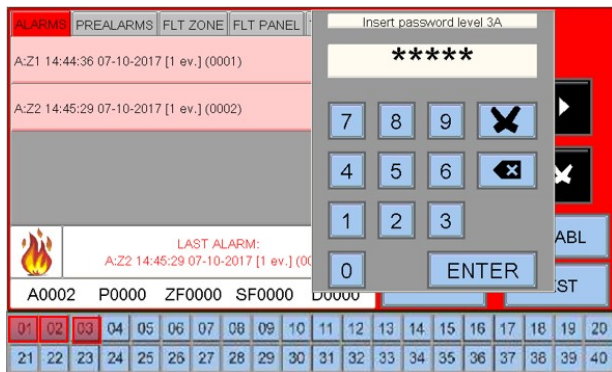 ALARMS PREALARMS FLT ZONE FLT PANEL
Insert password level 3A
*****
A:Z1 14:44:36 07-10-2017 [1 ev.] (0001)
A:Z2 14:45:29 07-10-2017 [1 ev.] (0002)
7 8 9
4 5 6
1 2 3
0 ENTER
LAST ALARM:
A:Z2 14:45:29 07-10-2017 [1 ev.] (00
A0002 P0000 ZF0000 SF0000 D0000
ABL
EST
01 02 03 04 05 06 07 08 09 10 11 12 13 14 15 16 17 18 19 20
21 22 23 24 25 26 27 28 29 30 31 32 33 34 35 36 37 38 39 40